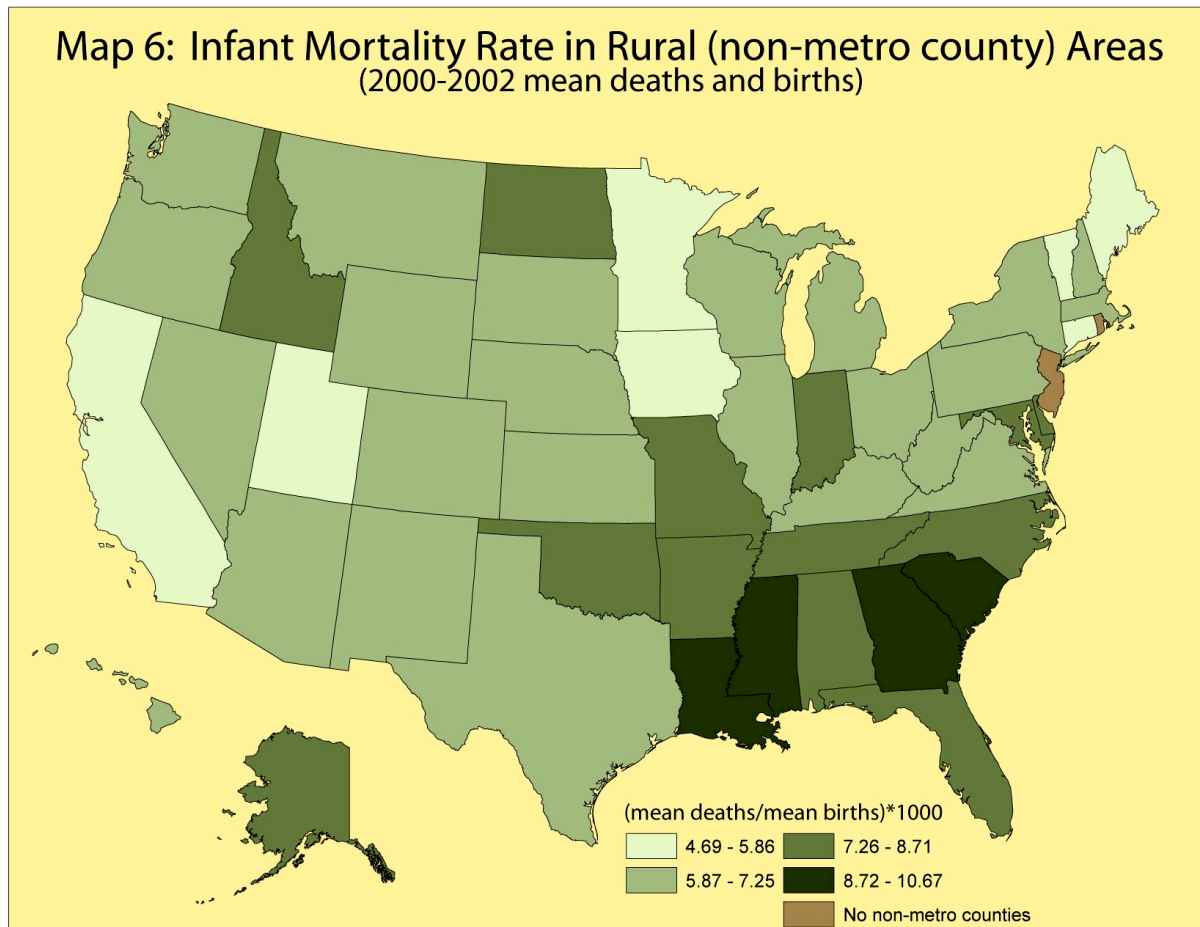 Map 6: Infant Mortality Rate in Rural (non-metro county) Areas
(2000-2002 mean deaths and births)
(mean deaths/mean births)*1000
4.69 - 5.86
7.26 - 8.71
5.87 - 7.25
8.72 - 10.67
No non-metro counties